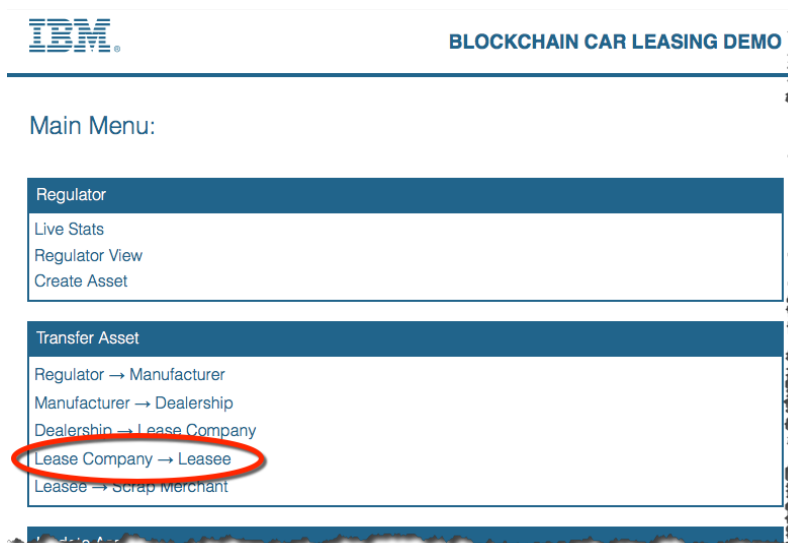 IBM®
BLOCKCHAIN CAR LEASING DEMO
Main Menu:
Regulator
Live Stats
Regulator View
Create Asset
Transfer Asset
Regulator → Manufacturer
Manufacturer → Dealership
Dealership → Lease Company
Lease Company → Leasee
Leasee → Scrap Merchant